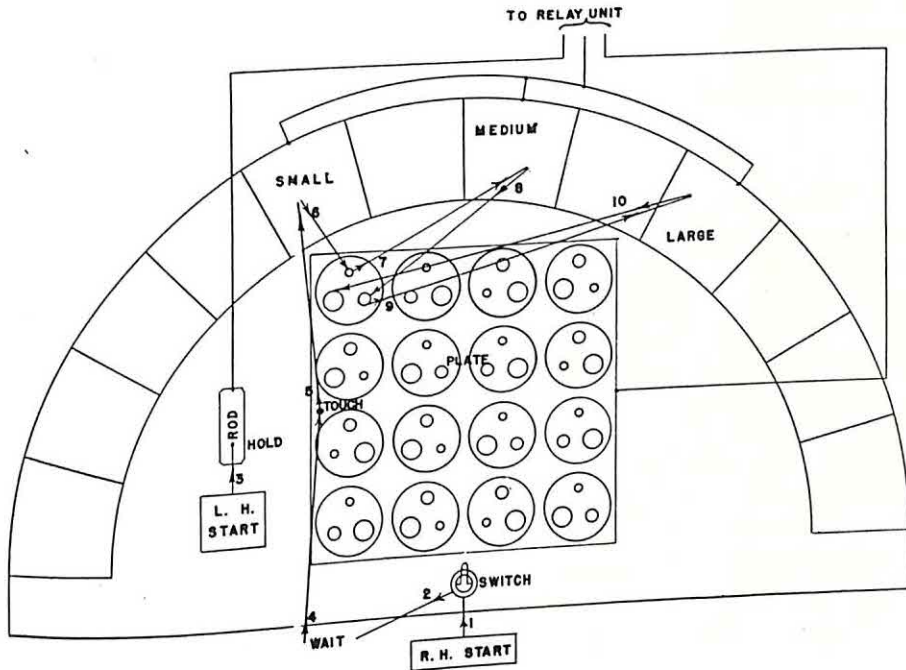 TO RELAY UNIT
MEDIUM
SMALL
8
10
6
7
LARGE
9
PLATE
5
TOUCH
ROD
HOLD
3
L. H.
START
SWITCH
2
4
1
WAIT
R. H. START